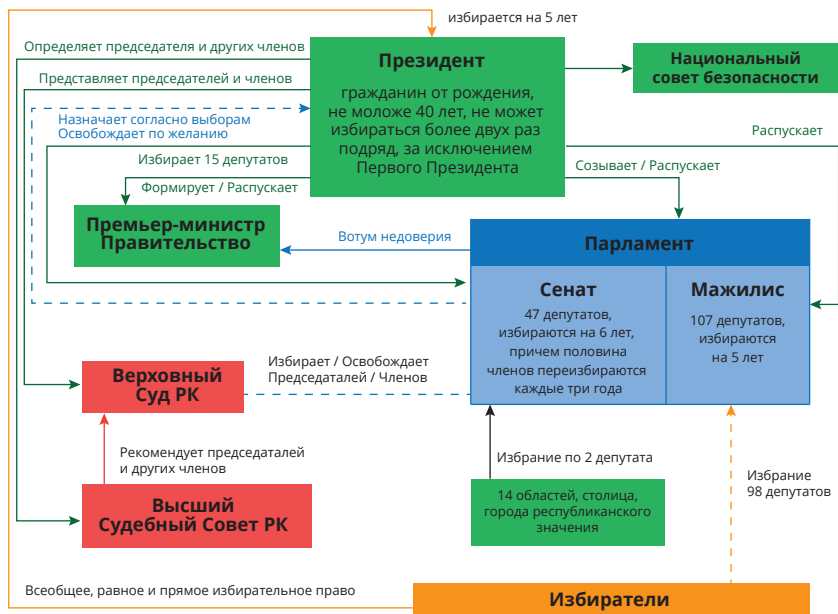 избирается на 5 лет
Определяет председателя и других членов
Президент
гражданин от рождения,
не моложе 40 лет, не может
избираться более двух раз
подряд, за исключением
Первого Президента
Национальный
совет безопасности
Представляет председателей и членов
Назначает согласно выборам
Освобождает по желанию
Распускает
Избирает 15 депутатов
Созывает / Распускает
Формирует / Распускает
Премьер-министр
Правительство
Вотум недоверия
Парламент
Сенат
47 депутатов,
избираются на 6 лет,
причем половина
членов переизбираются
каждые три года
Мажилис
107 депутатов,
избираются
на 5 лет
Верховный
Суд РК
Избирает / Освобождает
Председаталей / Членов
Рекомендует председаталей
и других членов
Избрание по 2 депутата
Избрание
98 депутатов
Высший
Судебный Совет РК
14 областей, столица,
города республиканского
значения
Всеобщее, равное и прямое избирательное право
Избиратели